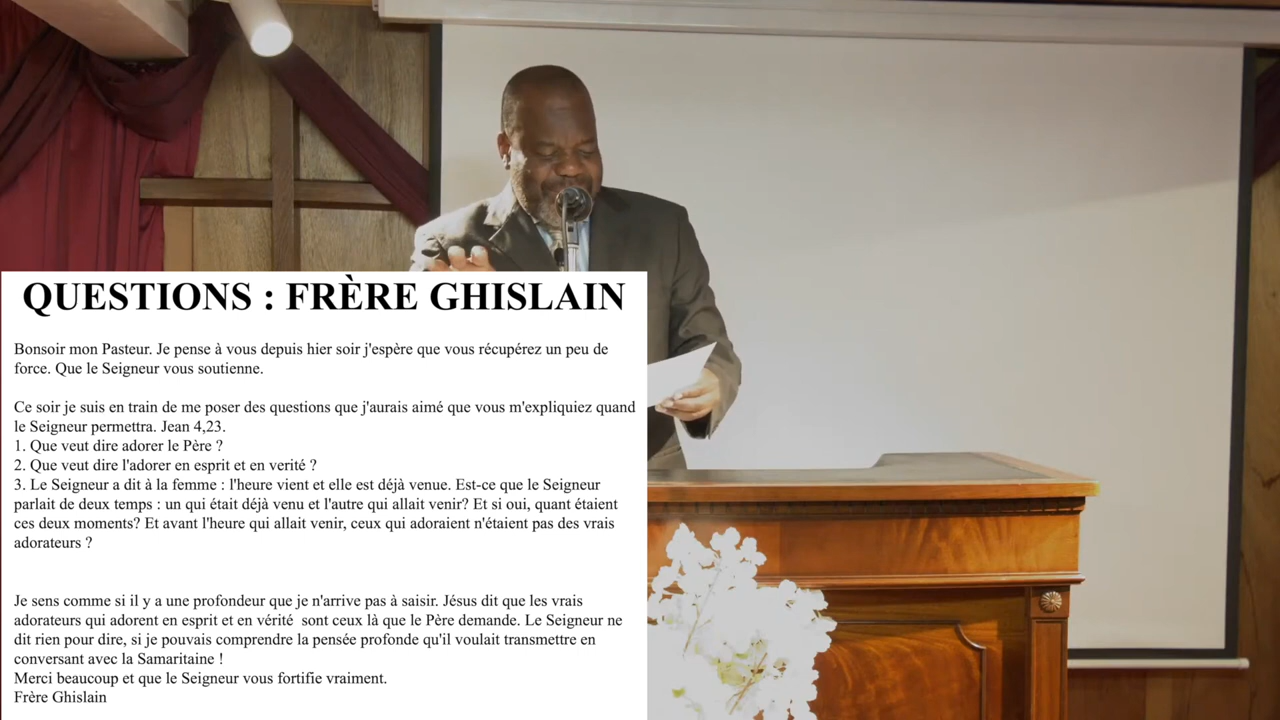 QUESTIONS : FRÈRE GHISLAIN
Bonsoir mon Pasteur. Je pense à vous depuis hier soir j'espère que vous récupérez un peu de
force. Que le Seigneur vous soutienne.
Ce soir je suis en train de me poser des questions que j'aurais aimé que vous m'expliquiez quand
le Seigneur permettra. Jean 4,23.
1. Que veut dire adorer le Père ?
2. Que veut dire l'adorer en esprit et en verité ?
3. Le Seigneur a dit à la femme : l'heure vient et elle est déjà venue. Est-ce que le Seigneur
parlait de deux temps : un qui était déjà venu et l'autre qui allait venir? Et si oui, quant étaient
ces deux moments? Et avant l'heure qui allait venir, ceux qui adoraient n'étaient pas des vrais
adorateurs ?
Je sens comme si il y a une profondeur que je n'arrive pas à saisir. Jésus dit que les vrais
adorateurs qui adorent en esprit et en vérité sont ceux là que le Père demande. Le Seigneur ne
dit rien pour dire, si je pouvais comprendre la pensée profonde qu'il voulait transmettre en
conversant avec la Samaritaine !
Merci beaucoup et que le Seigneur vous fortifie vraiment.
Frère Ghislain